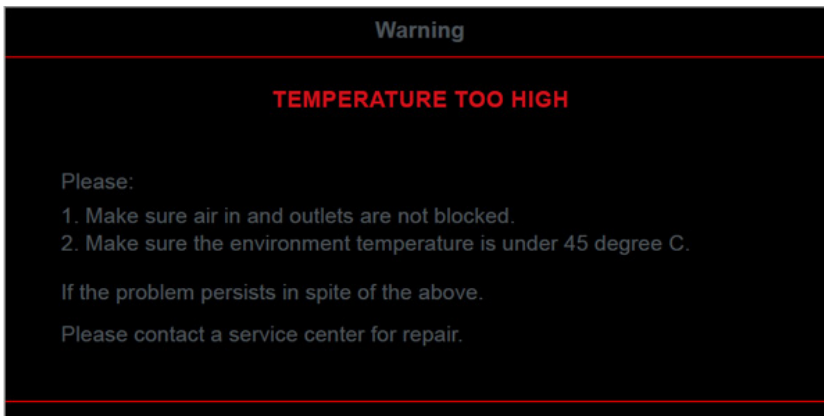 Warning
TEMPERATURE TOO HIGH
Please:
1. Make sure air in and outlets are not blocked.
2. Make sure the environment temperature is under 45 degree C.
If the problem persists in spite of the above.
Please contact a service center for repair.